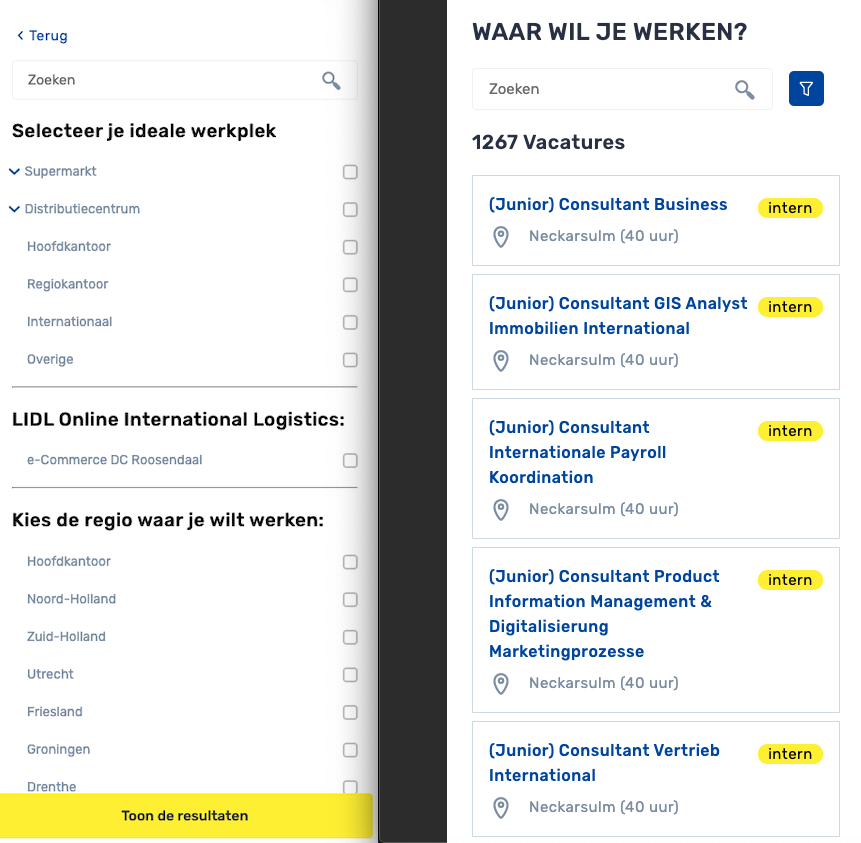 Terug
Zoeken
Selecteer je ideale werkplek
Supermarkt
Distributiecentrum
Hoofdkantoor
Regiokantoor
Internationaal
Overige
LIDL Online International Logistics:
e-Commerce DC Roosendaal
Kies de regio waar je wilt werken:
Hoofdkantoor
Noord-Holland
Zuid-Holland
Utrecht
Friesland
Groningen
Drenthe
Toon de resultaten
WAAR WIL JE WERKEN?
Zoeken
1267 Vacatures
(Junior) Consultant Business
intern
Neckarsulm (40 uur)
(Junior) Consultant GIS Analyst
Immobilien International
intern
Neckarsulm (40 uur)
(Junior) Consultant
Internationale Payroll
Koordination
intern
Neckarsulm (40 uur)
(Junior) Consultant Product
Information Management &
Digitalisierung
Marketingprozesse
intern
Neckarsulm (40 uur)
(Junior) Consultant Vertrieb
International
intern
Neckarsulm (40 uur)